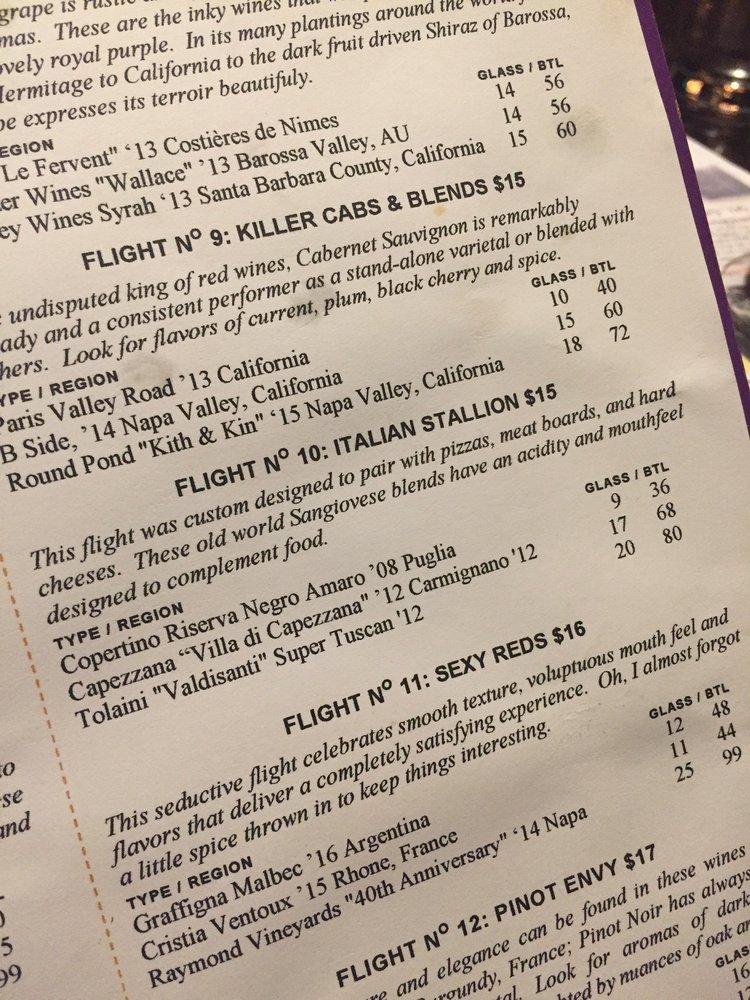 grape is rustic
mas. These are the inky wines that
vely royal purple. In its many plantings around the
Hermitage to California to the dark fruit driven Shiraz of Barossa,
be expresses its terroir beautifuly.
EGION GLASS / BTL
Le Fervent" '13 Costières de Nimes 14 56
er Wines "Wallace" '13 Barossa Valley, AU 14 56
ey Wines Syrah '13 Santa Barbara County, California 15 60
FLIGHT Nº 9: KILLER CABS & BLENDS $15
undisputed king of red wines, Cabernet Sauvignon is remarkably
ady and a consistent performer as a stand-alone varietal or blended with
hers. Look for flavors of current, plum, black cherry and spice.
YPE / REGION GLASS / BTL
Paris Valley Road '13 California 10 40
B Side, '14 Napa Valley, California 15 60
Round Pond "Kith & Kin" '15 Napa Valley, California 18 72
FLIGHT Nº 10: ITALIAN STALLION $15
This flight was custom designed to pair with pizzas, meat boards, and hard
cheeses. These old world Sangiovese blends have an acidity and mouthfeel
designed to complement food.
TYPE / REGION GLASS / BTL
Copertino Riserva Negro Amaro '08 Puglia 9 36
Capezzana "Villa di Capezzana" '12 Carmignano '12 17 68
Tolaini "Valdisanti" Super Tuscan '12 20 80
FLIGHT Nº 11: SEXY REDS $16
This seductive flight celebrates smooth texture, voluptuous mouth feel and
flavors that deliver a completely satisfying experience. Oh, I almost forgot
a little spice thrown in to keep things interesting.
TYPE / REGION GLASS / BTL
Graffigna Malbec '16 Argentina 12 48
Cristia Ventoux '15 Rhone, France 11 44
Raymond Vineyards "40th Anniversary" '14 Napa 25 99
FLIGHT Nº 12: PINOT ENVY $17
re and elegance can be found in these wines
rgundy, France; Pinot Noir has always
tal. Look for aromas of dark
hted by nuances of oak
GLAS
16
to
se
and
5
99